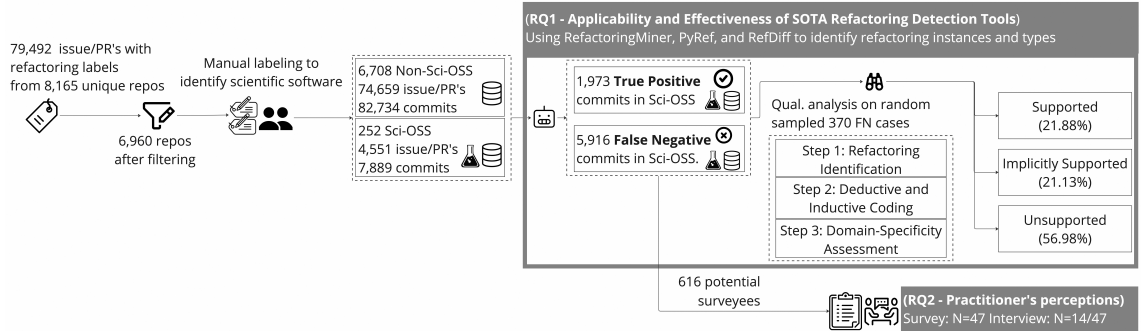 79,492 issue/PR's with
refactoring labels
from 8,165 unique repos
6,960 repos
after filtering
Manual labeling to
identify scientific software
6,708 Non-Sci-OSS
74,659 issue/PR's
82,734 commits
252 Sci-OSS
4,551 issue/PR's
7,889 commits
(RQ1 - Applicability and Effectiveness of SOTA Refactoring Detection Tools)
Using RefactoringMiner, PyRef, and RefDiff to identify refactoring instances and types
1,973 True Positive
commits in Sci-OSS
5,916 False Negative
commits in Sci-OSS.
Qual. analysis on random
sampled 370 FN cases
Step 1: Refactoring
Identification
Step 2: Deductive and
Inductive Coding
Step 3: Domain-Specificity
Assessment
Supported
(21.88%)
Implicitly Supported
(21.13%)
Unsupported
(56.98%)
616 potential
surveyees
(RQ2 - Practitioner's perceptions)
Survey: N=47 Interview: N=14/47